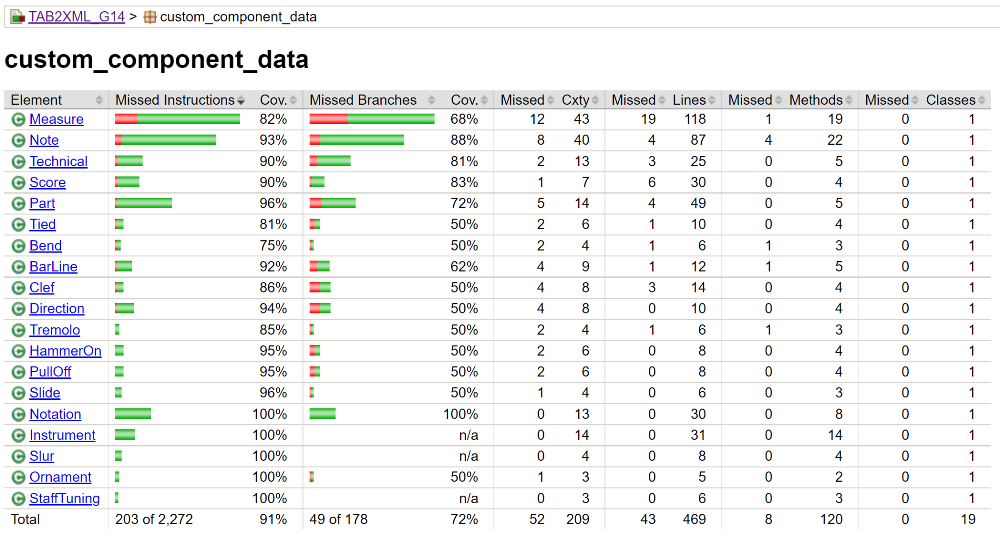 TAB2XML_G14 > custom_component_data
custom_component_data
Element Missed Instructions Cov. Missed Branches Cov. Missed Cxty Missed Lines Missed Methods Missed Classes
Measure 82% 68% 12 43 19 118 1 19 0 1
Note 93% 88% 8 40 4 87 4 22 0 1
Technical 90% 81% 2 13 3 25 0 5 0 1
Score 90% 83% 1 7 6 30 0 4 0 1
Part 96% 72% 5 14 4 49 0 5 0 1
Tied 81% 50% 2 6 1 10 0 4 0 1
Bend 75% 50% 2 4 1 6 1 3 0 1
BarLine 92% 62% 4 9 1 12 1 5 0 1
Clef 86% 50% 4 8 3 14 0 4 0 1
Direction 94% 50% 4 8 0 10 0 4 0 1
Tremolo 85% 50% 2 4 1 6 1 3 0 1
HammerOn 95% 50% 2 6 0 8 0 4 0 1
PullOff 95% 50% 2 6 0 8 0 4 0 1
Slide 96% 50% 1 4 0 6 0 3 0 1
Notation 100% 100% 0 13 0 30 0 8 0 1
Instrument 100% n/a 0 14 0 31 0 14 0 1
Slur 100% n/a 0 4 0 8 0 4 0 1
Ornament 100% 50% 1 3 0 5 0 2 0 1
StaffTuning 100% n/a 0 3 0 6 0 3 0 1
Total 203 of 2,272 91% 49 of 178 72% 52 209 43 469 8 120 0 19